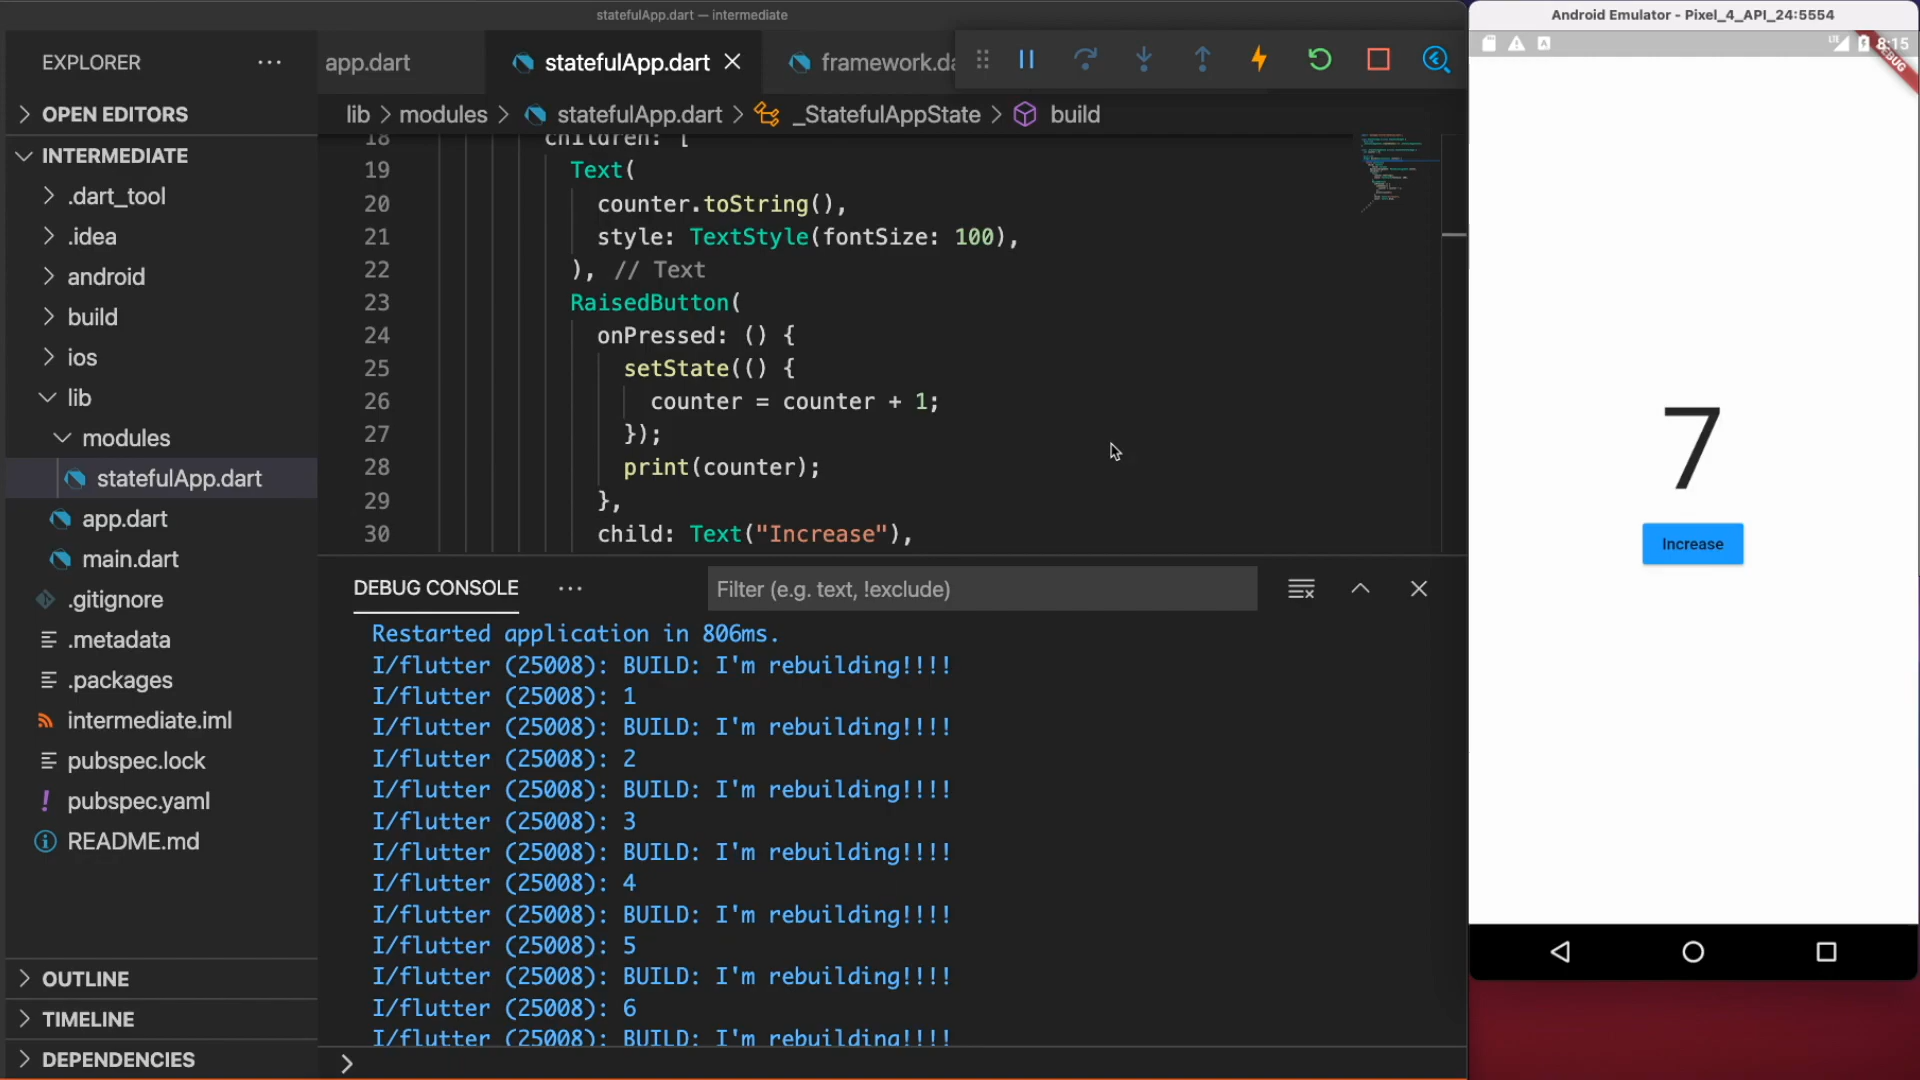 statefulApp.dart — intermediate
EXPLORER
OPEN EDITORS
INTERMEDIATE
.dart_tool
.idea
android
build
ios
lib
modules
statefulApp.dart
app.dart
main.dart
.gitignore
.metadata
.packages
intermediate.iml
pubspec.lock
pubspec.yaml
README.md
OUTLINE
TIMELINE
DEPENDENCIES
app.dart
statefulApp.dart
framework.da
lib > modules > statefulApp.dart > _StatefulAppState > build
18 children: [
19 Text(
20 counter.toString(),
21 style: TextStyle(fontSize: 100),
22 ), // Text
23 RaisedButton(
24 onPressed: () {
25 setState(() {
26 counter = counter + 1;
27 });
28 print(counter);
29 },
30 child: Text("Increase"),
DEBUG CONSOLE
Filter (e.g. text, !exclude)
Restarted application in 806ms.
I/flutter (25008): BUILD: I'm rebuilding!!!!
I/flutter (25008): 1
I/flutter (25008): BUILD: I'm rebuilding!!!!
I/flutter (25008): 2
I/flutter (25008): BUILD: I'm rebuilding!!!!
I/flutter (25008): 3
I/flutter (25008): BUILD: I'm rebuilding!!!!
I/flutter (25008): 4
I/flutter (25008): BUILD: I'm rebuilding!!!!
I/flutter (25008): 5
I/flutter (25008): BUILD: I'm rebuilding!!!!
I/flutter (25008): 6
I/flutter (25008): BUILD: I'm rebuilding!!!!
Android Emulator - Pixel_4_API_24:5554
LTE 8:15
7
Increase